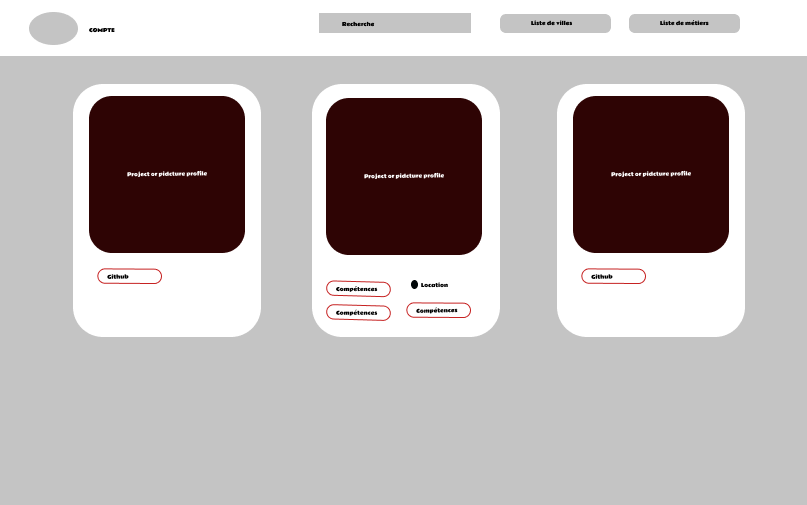 COMPTE
Recherche
Liste de villes
Liste de métiers
Project or pidcture profile
Project or pidcture profile
Project or pidcture profile
Github
Compétences
Location
Compétences
Compétences
Github